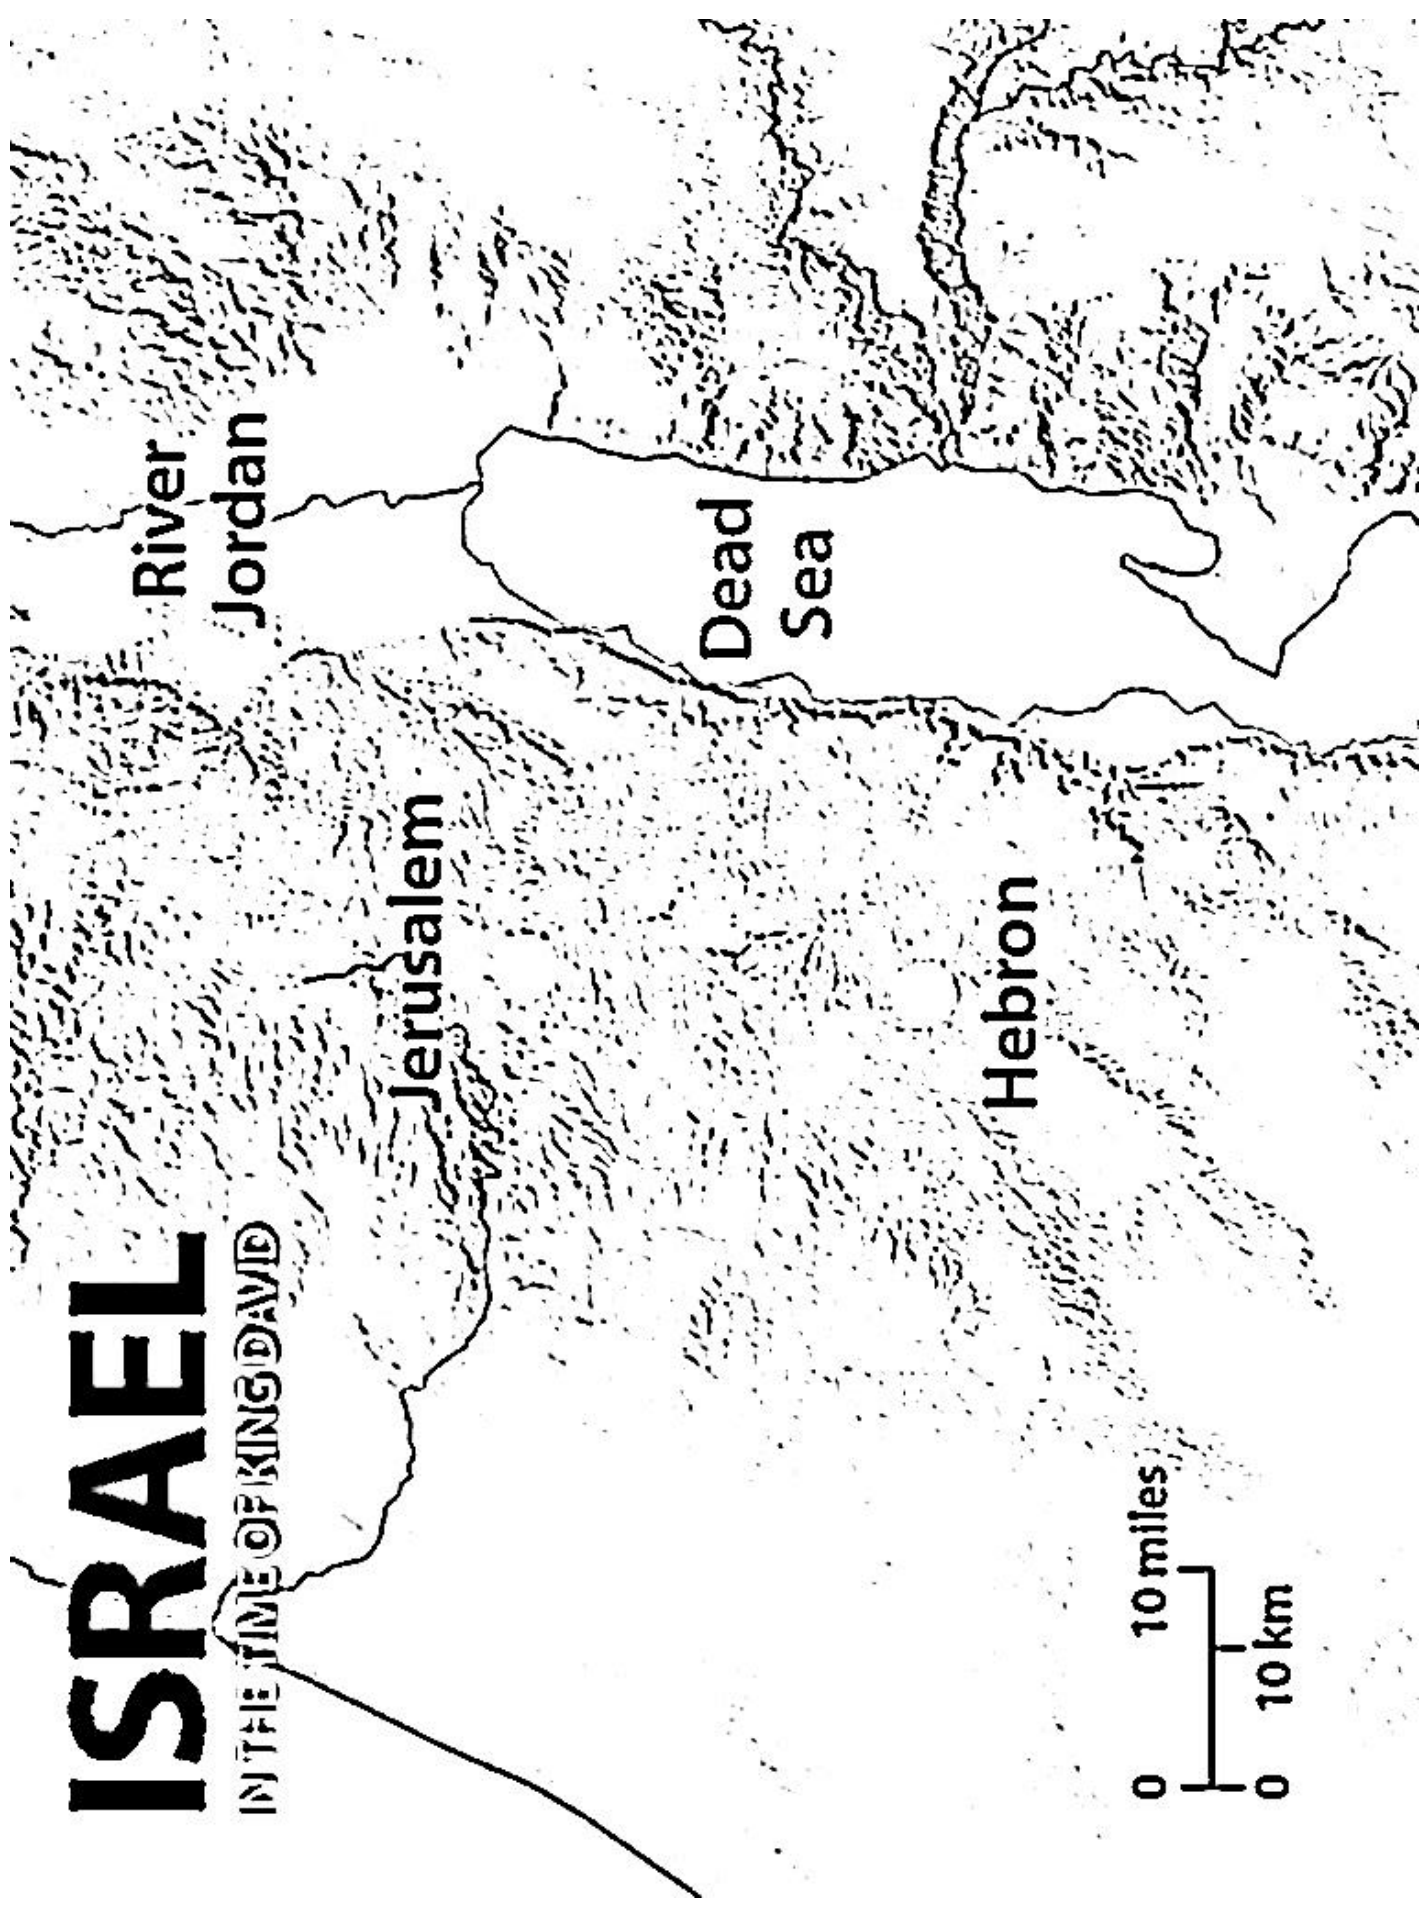 ISRAEL
IN THE TIME OF KING DAVID
River
Jordan
Jerusalem
Dead
Sea
Hebron
0 10 miles
0 10 km